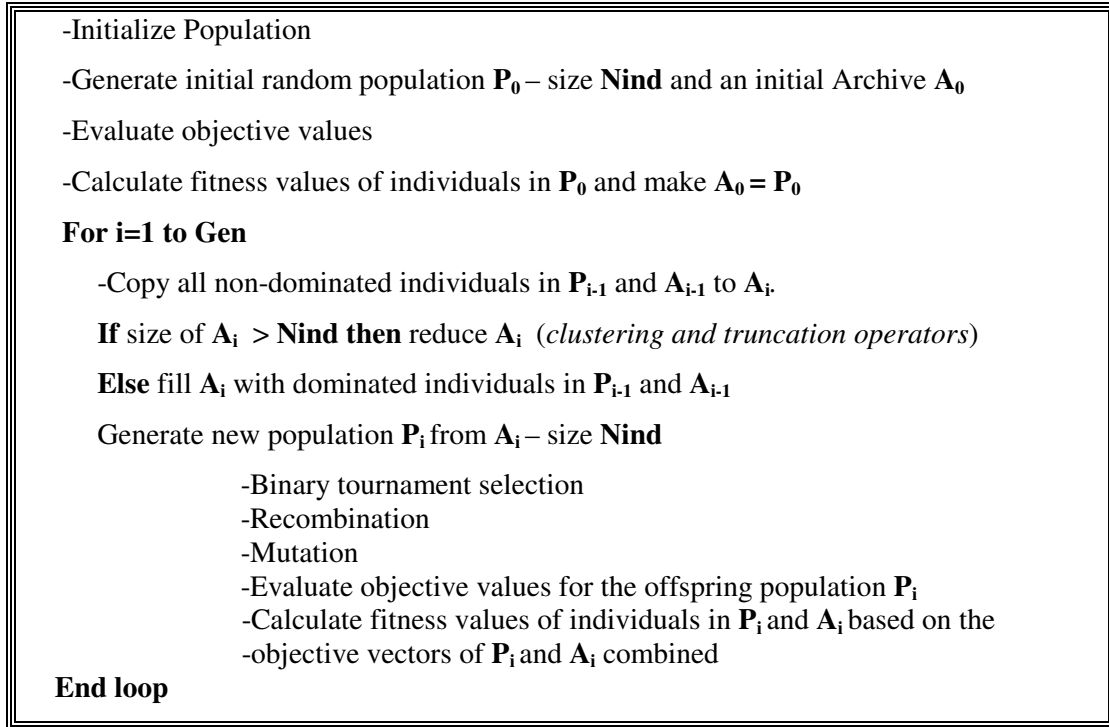 -Initialize Population
-Generate initial random population P0 – size Nind and an initial Archive A0
-Evaluate objective values
-Calculate fitness values of individuals in P0 and make A0 = P0
For i=1 to Gen
-Copy all non-dominated individuals in Pi-1 and Ai-1 to Ai.
If size of Ai > Nind then reduce Ai (clustering and truncation operators)
Else fill Ai with dominated individuals in Pi-1 and Ai-1
Generate new population Pi from Ai – size Nind
-Binary tournament selection
-Recombination
-Mutation
-Evaluate objective values for the offspring population Pi
-Calculate fitness values of individuals in Pi and Ai based on the
-objective vectors of Pi and Ai combined
End loop